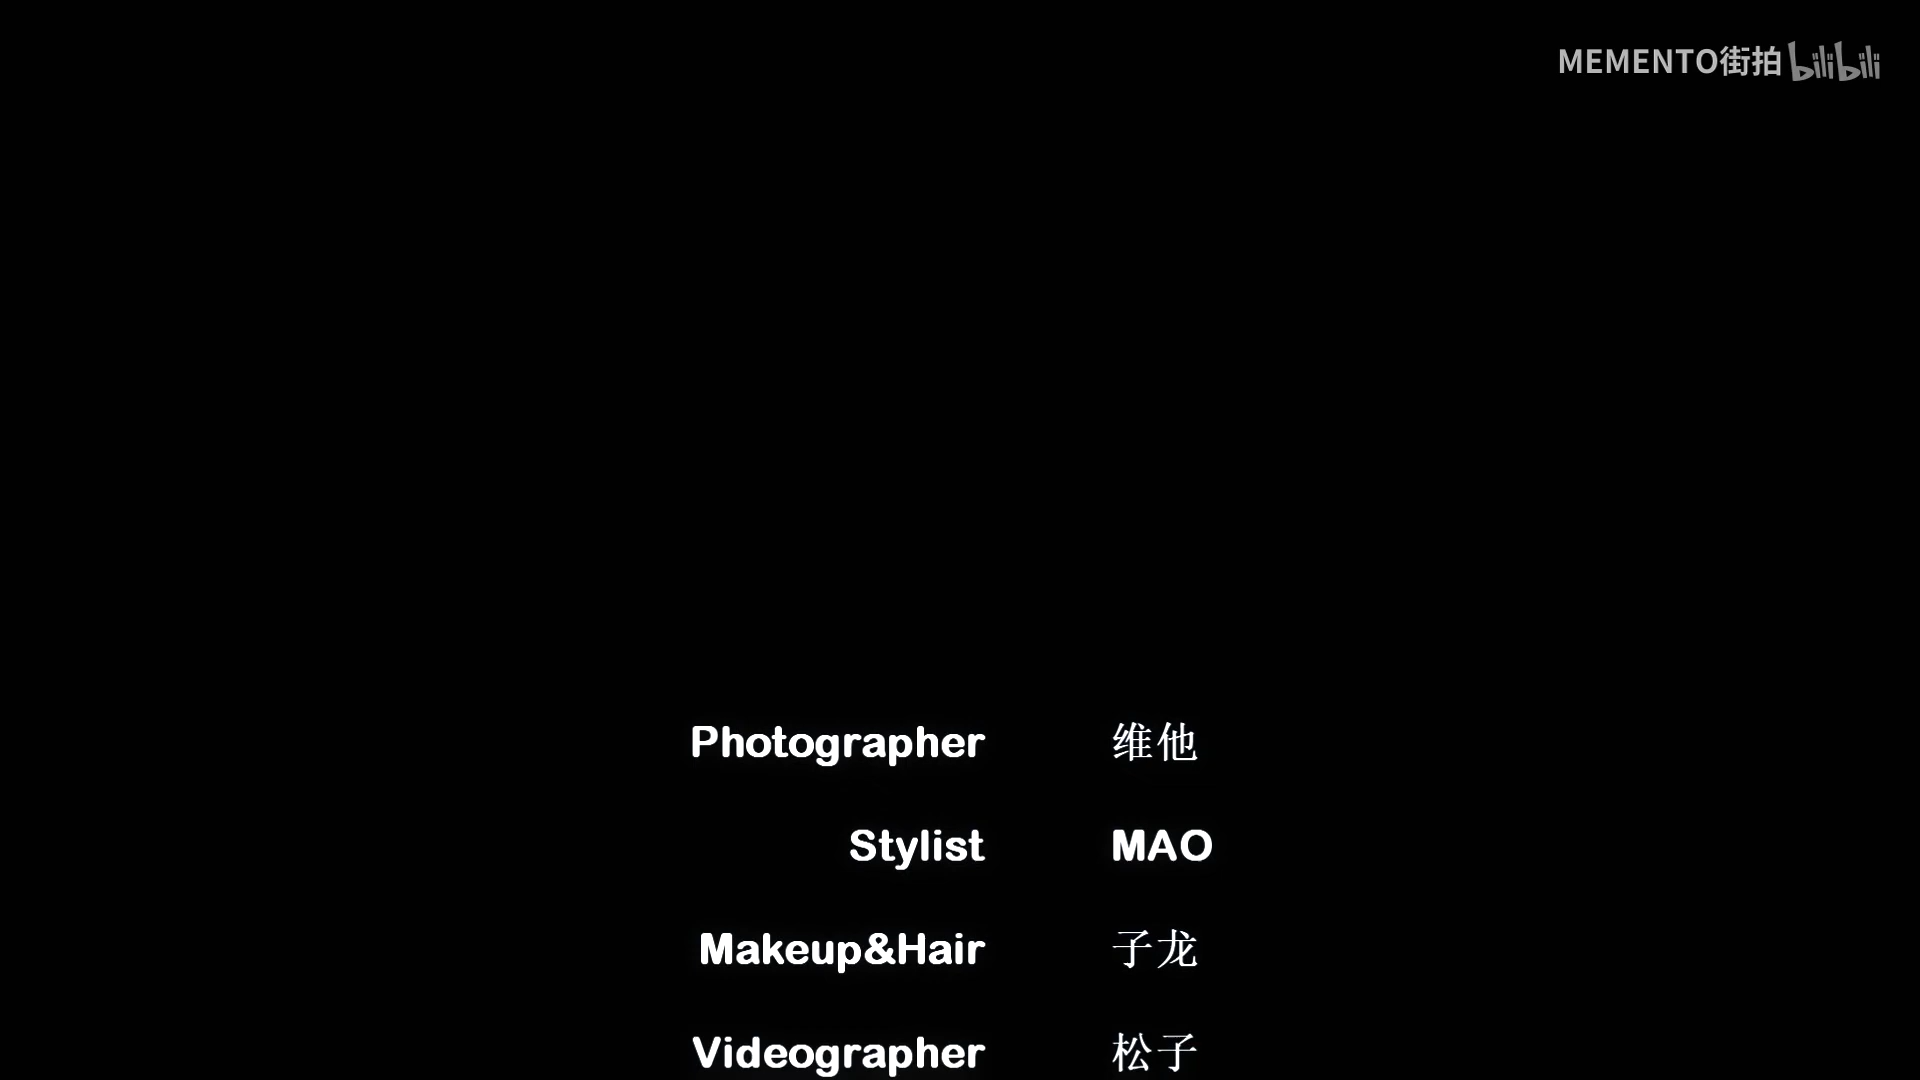 MEMENTO街拍 bilibili
Photographer 维他
Stylist MAO
Makeup&Hair 子龙
Videographer 松子